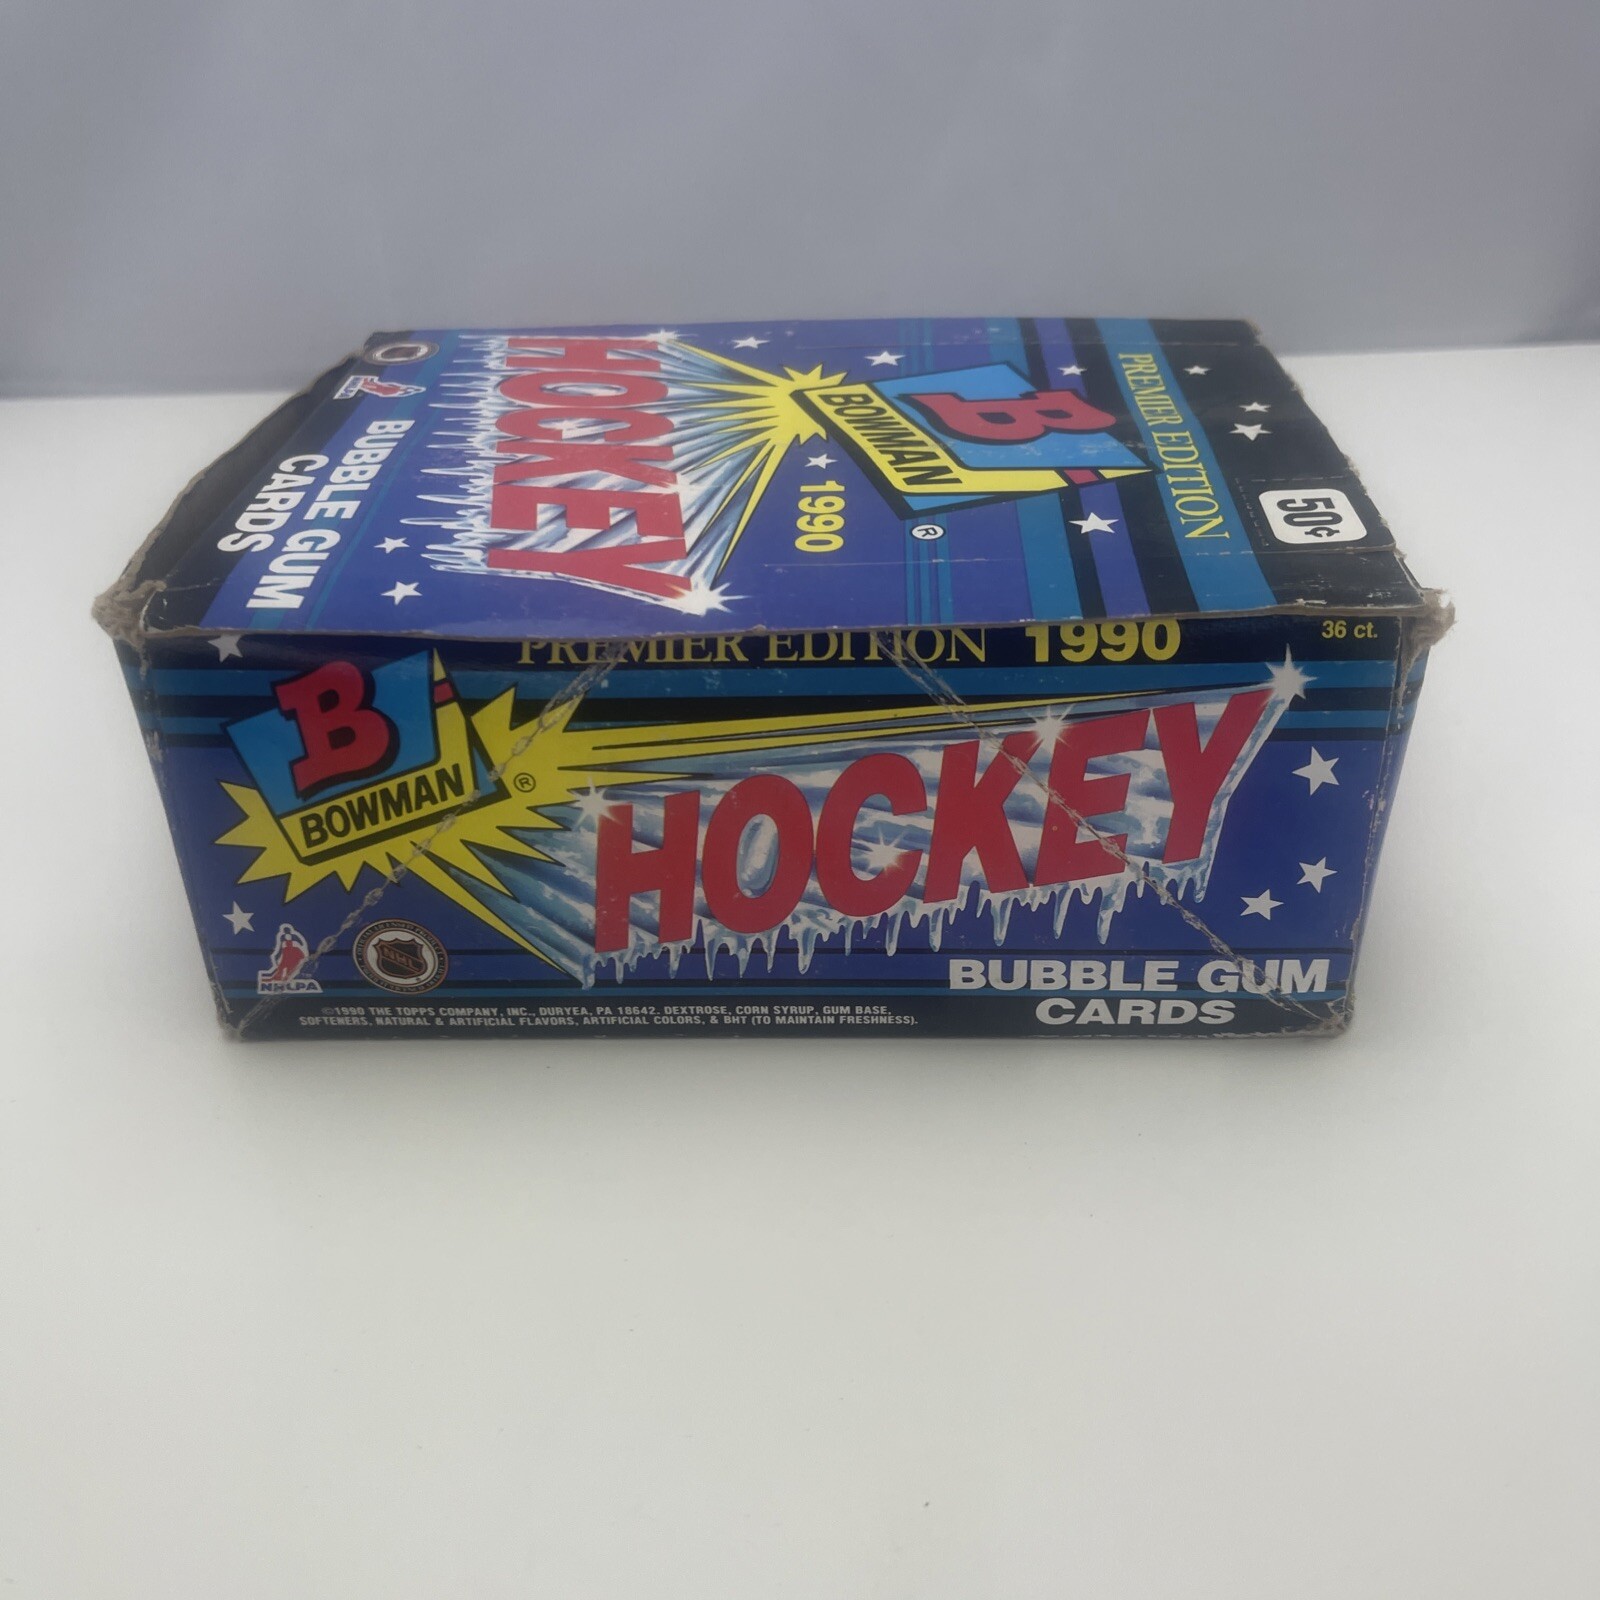 PREMIER EDITION
50¢
B
BOWMAN
®
1990
HOCKEY
BUBBLE GUM
CARDS
PREMIER EDITION 1990
36 ct.
B
BOWMAN
®
HOCKEY
NHLPA
NHL
BUBBLE GUM
CARDS
©1990 THE TOPPS COMPANY, INC., DURYEA, PA 18642. DEXTROSE, CORN SYRUP, GUM BASE,
SOFTENERS, NATURAL & ARTIFICIAL FLAVORS, ARTIFICIAL COLORS, & BHT (TO MAINTAIN FRESHNESS).